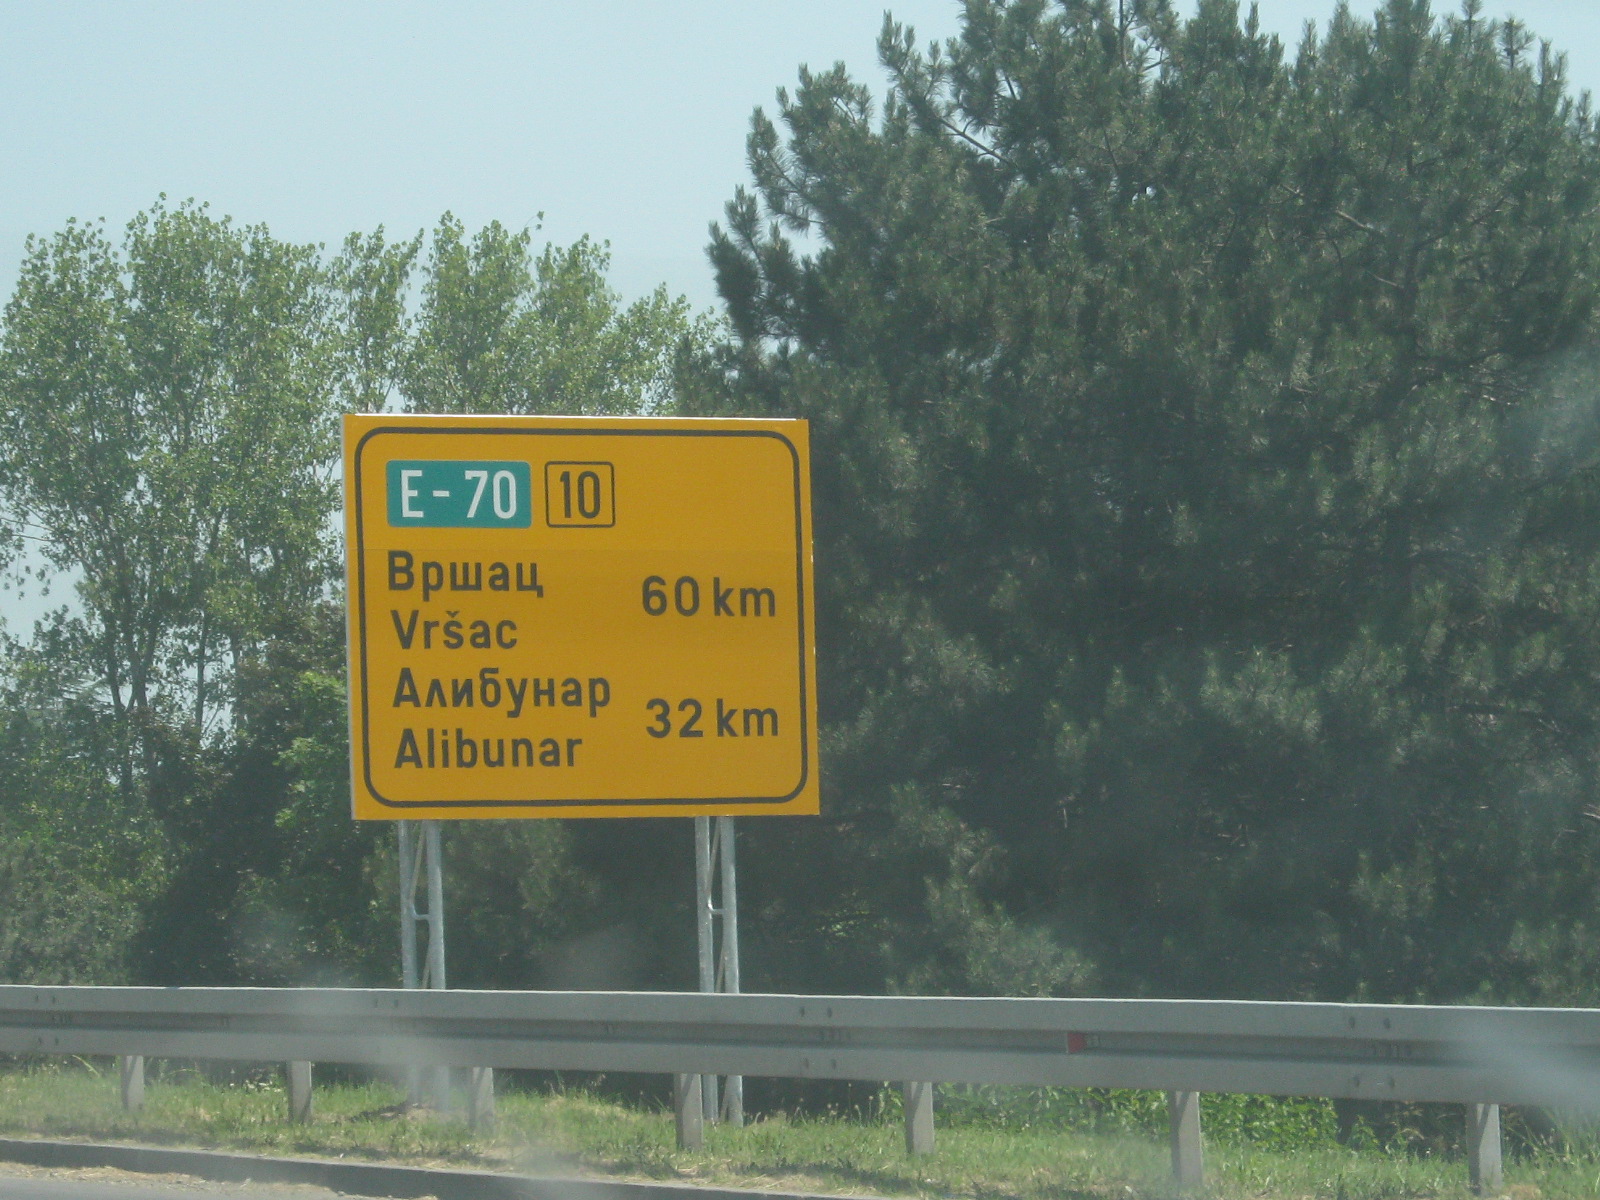 E-70 10
Вршац
Vršac
60 km
Алибунар
Alibunar
32 km